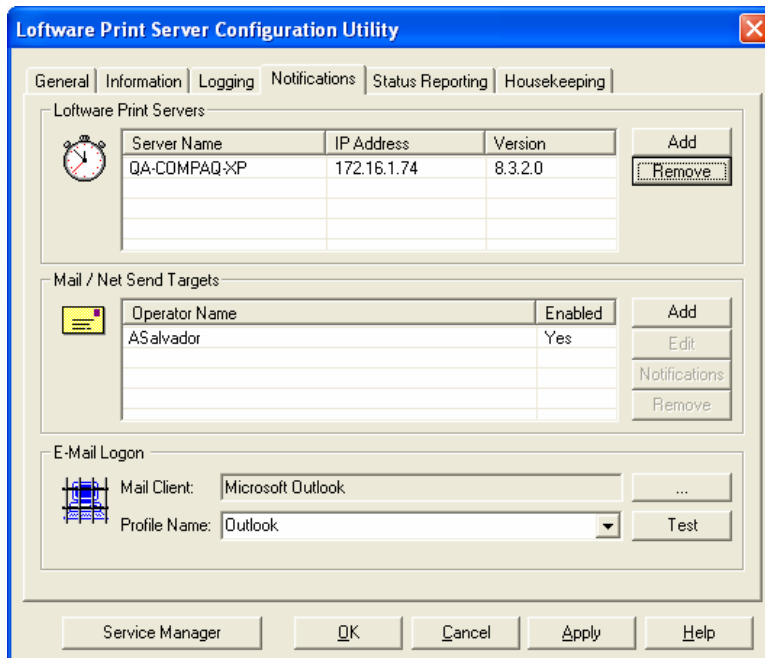 Loftware Print Server Configuration Utility
General Information Logging Notifications Status Reporting Housekeeping
Loftware Print Servers
Server Name IP Address Version Add
QA-COMPAQ-XP 172.16.1.74 8.3.2.0 Remove
Mail / Net Send Targets
Operator Name Enabled Add
ASalvador Yes Edit
Notifications
Remove
E-Mail Logon
Mail Client: Microsoft Outlook ...
Profile Name: Outlook Test
Service Manager OK Cancel Apply Help